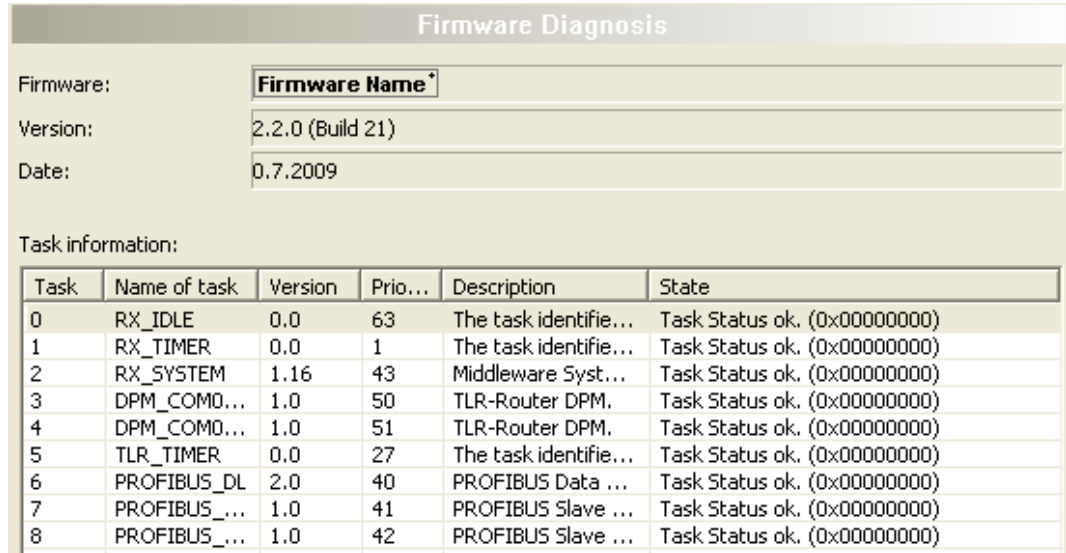 Firmware Diagnosis
Firmware: Firmware Name*
Version: 2.2.0 (Build 21)
Date: 0.7.2009
Task information:
Task Name of task Version Prio... Description State
0 RX_IDLE 0.0 63 The task identifie... Task Status ok. (0x00000000)
1 RX_TIMER 0.0 1 The task identifie... Task Status ok. (0x00000000)
2 RX_SYSTEM 1.16 43 Middleware Syst... Task Status ok. (0x00000000)
3 DPM_COM0... 1.0 50 TLR-Router DPM. Task Status ok. (0x00000000)
4 DPM_COM0... 1.0 51 TLR-Router DPM. Task Status ok. (0x00000000)
5 TLR_TIMER 0.0 27 The task identifie... Task Status ok. (0x00000000)
6 PROFIBUS_DL 2.0 40 PROFIBUS Data ... Task Status ok. (0x00000000)
7 PROFIBUS_... 1.0 41 PROFIBUS Slave ... Task Status ok. (0x00000000)
8 PROFIBUS_... 1.0 42 PROFIBUS Slave ... Task Status ok. (0x00000000)